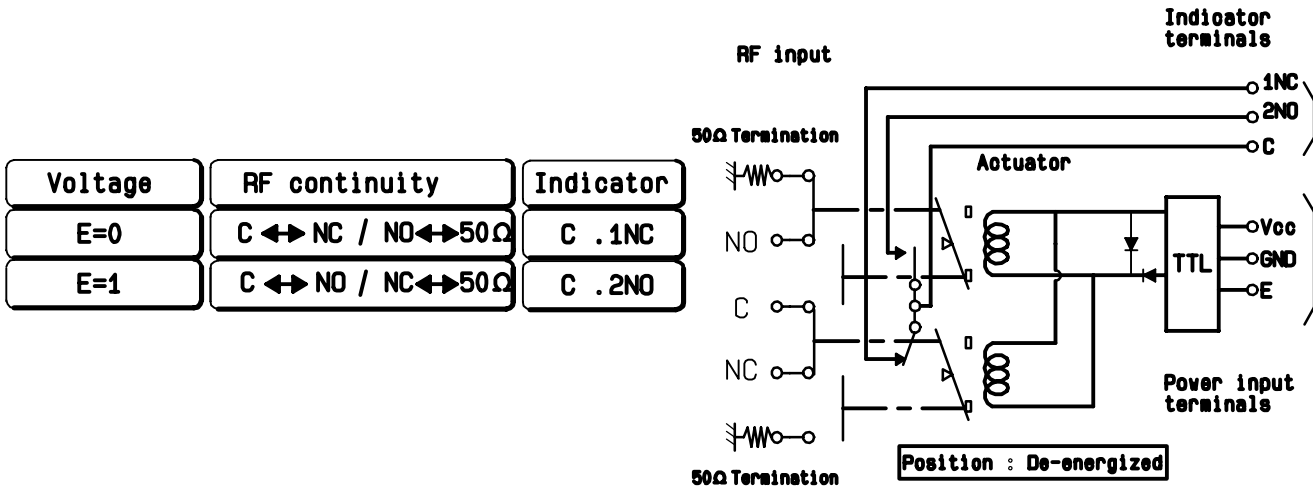 Voltage RF continuity Indicator
E=0 C ◄► NC / NO◄►50Ω C .1NC
E=1 C ◄► NO / NC◄►50Ω C .2NO
RF input
Indicator
terminals
1NC
2NO
C
50Ω Termination
Actuator
NO
C
NC
50Ω Termination
TTL
Vcc
GND
E
Power input
terminals
Position : De-energized